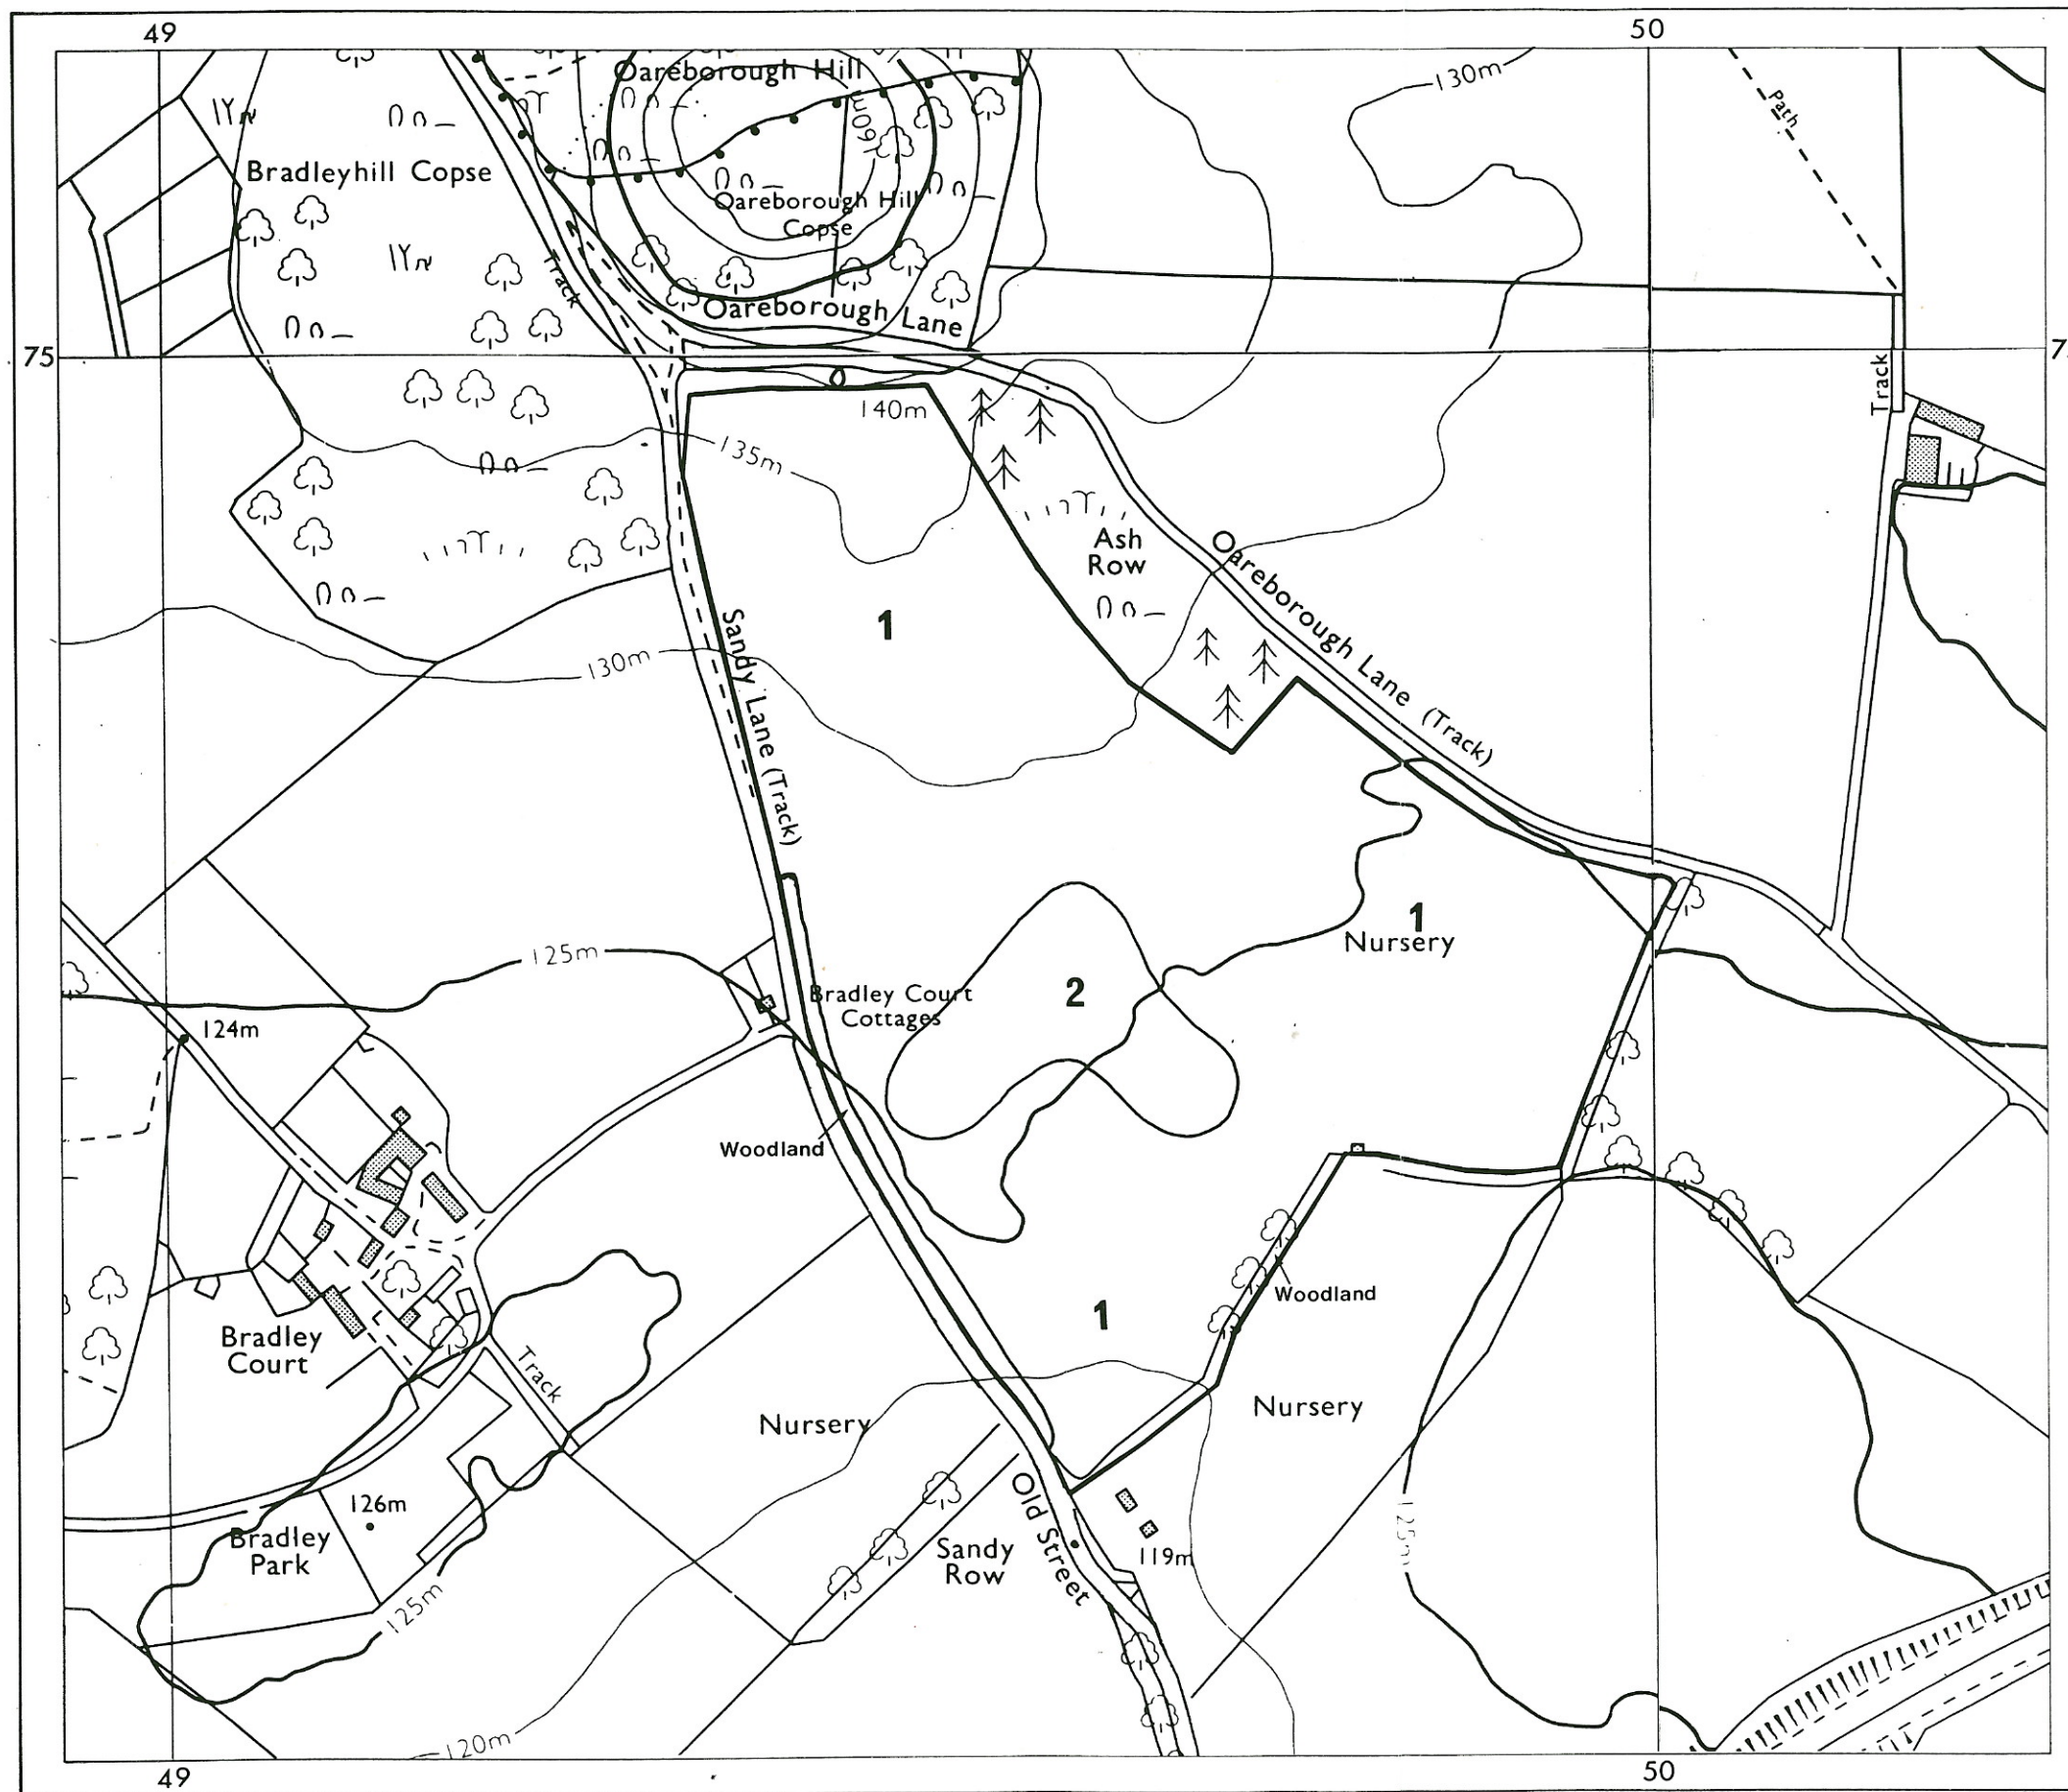 49
50
Oareborough Hill
130m
160m
Path
Bradleyhill Copse
Oareborough Hill
Copse
Track
Oareborough Lane
75
7
Track
140m
135m
Ash
Row
Oareborough Lane (Track)
1
Sandy Lane (Track)
130m
1
Nursery
125m
2
Bradley Court
Cottages
124m
Woodland
Woodland
1
Bradley
Court
Track
Nursery
Nursery
126m
Bradley
Park
Old Street
Sandy
Row
119m
125m
125m
120m
49
50